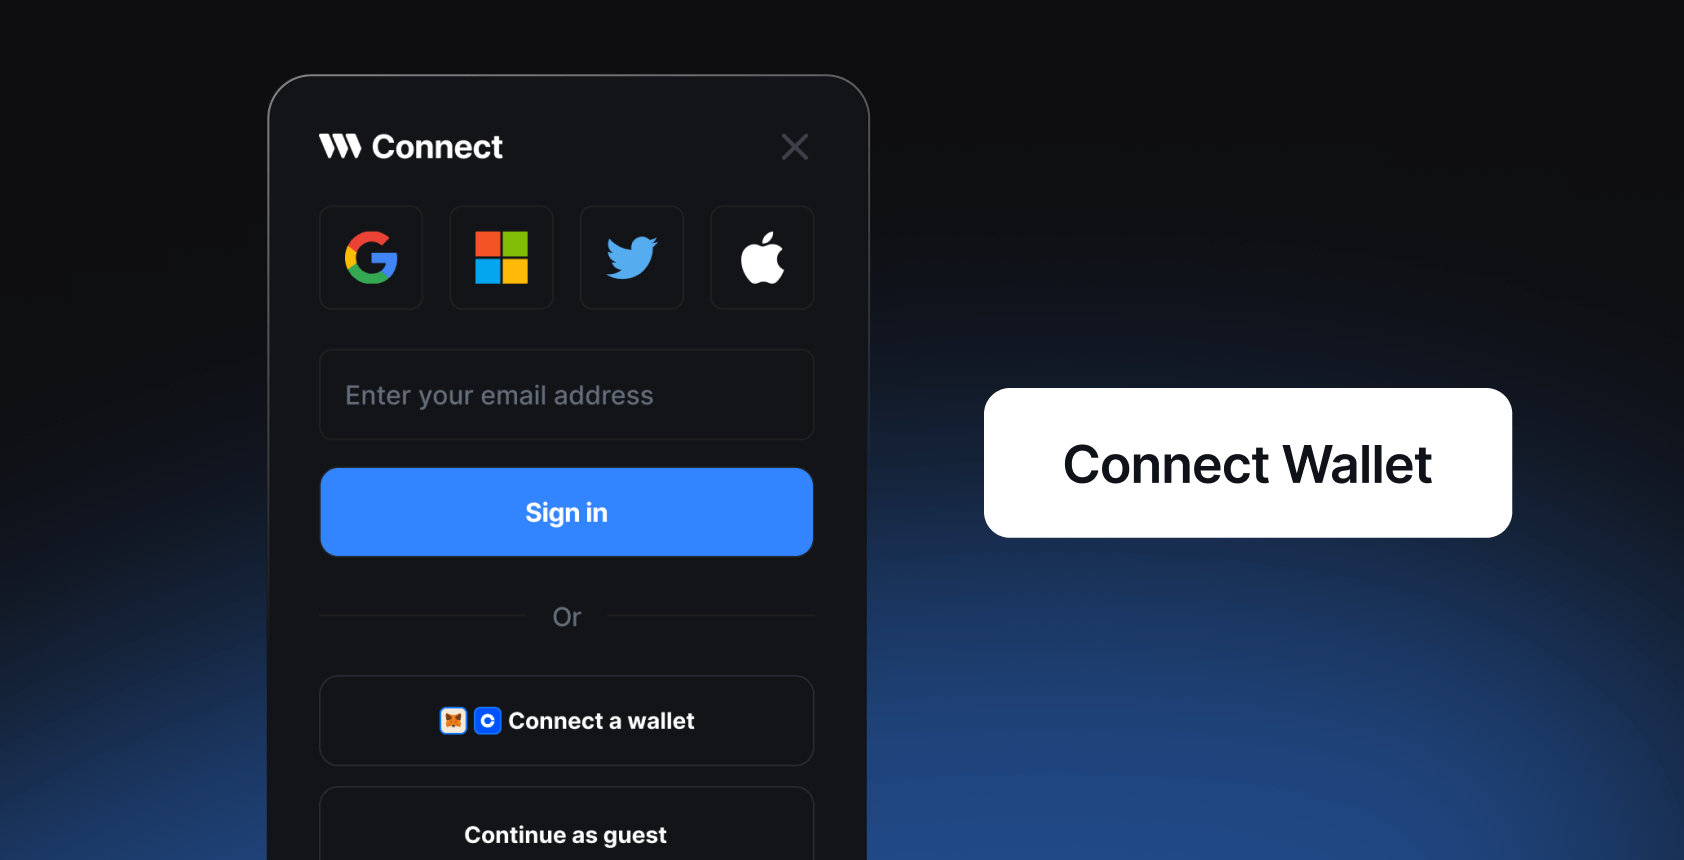 Connect
Enter your email address
Sign in
Or
Connect a wallet
Continue as guest
Connect Wallet